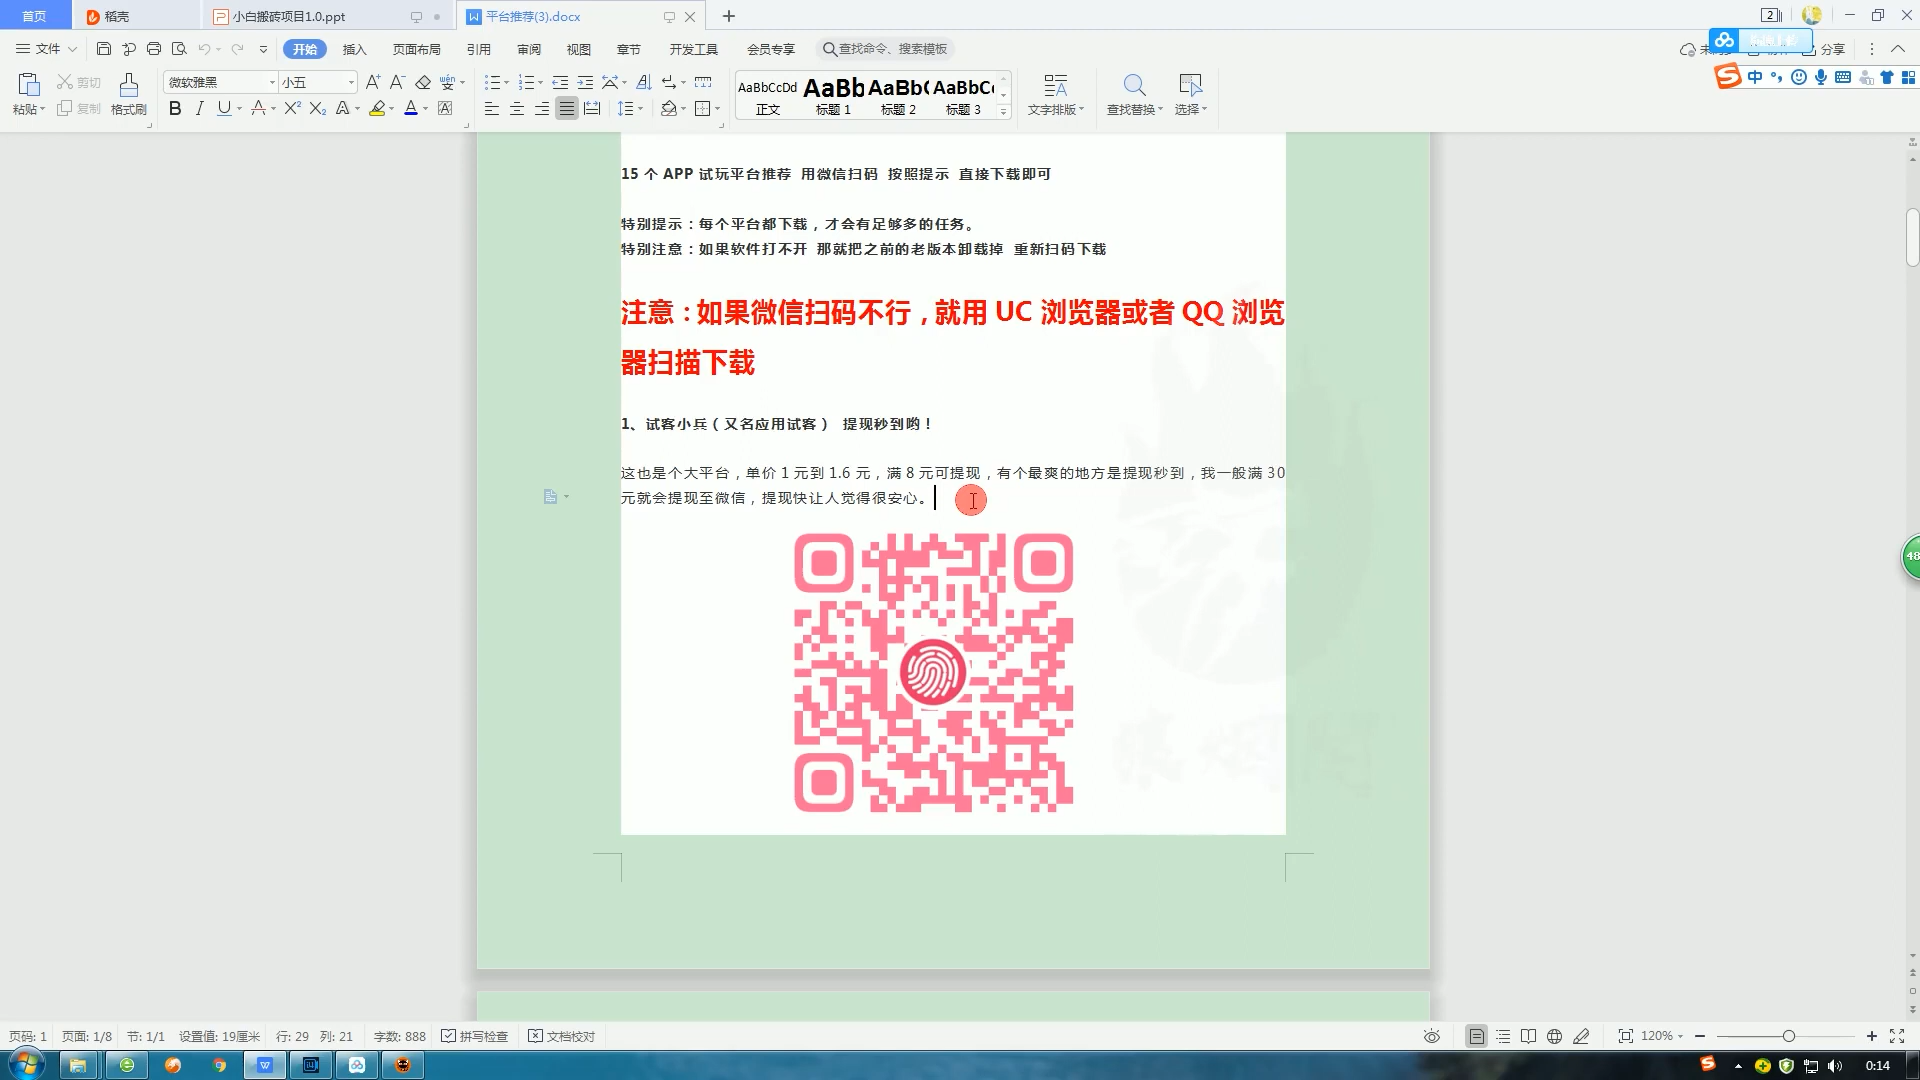 首页
稻壳
小白搬砖项目1.0.ppt
平台推荐(3).docx
2
文件
开始
插入
页面布局
引用
审阅
视图
章节
开发工具
会员专享
查找命令、搜索模板
分享
中
粘贴
剪切
复制
格式刷
微软雅黑
小五
AaBbCcDd
正文
AaBb
标题 1
AaBb(
标题 2
AaBbC
标题 3
文字排版
查找替换
选择
15 个 APP 试玩平台推荐 用微信扫码 按照提示 直接下载即可
特别提示：每个平台都下载，才会有足够多的任务。
特别注意：如果软件打不开 那就把之前的老版本卸载掉 重新扫码下载
注意：如果微信扫码不行，就用 UC 浏览器或者 QQ 浏览
器扫描下载
1、试客小兵（又名应用试客） 提现秒到哟！
这也是个大平台，单价 1 元到 1.6 元，满 8 元可提现，有个最爽的地方是提现秒到，我一般满 30
元就会提现至微信，提现快让人觉得很安心。
48
页码: 1
页面: 1/8
节: 1/1
设置值: 19厘米
行: 29
列: 21
字数: 888
拼写检查
文档校对
120%
0:14